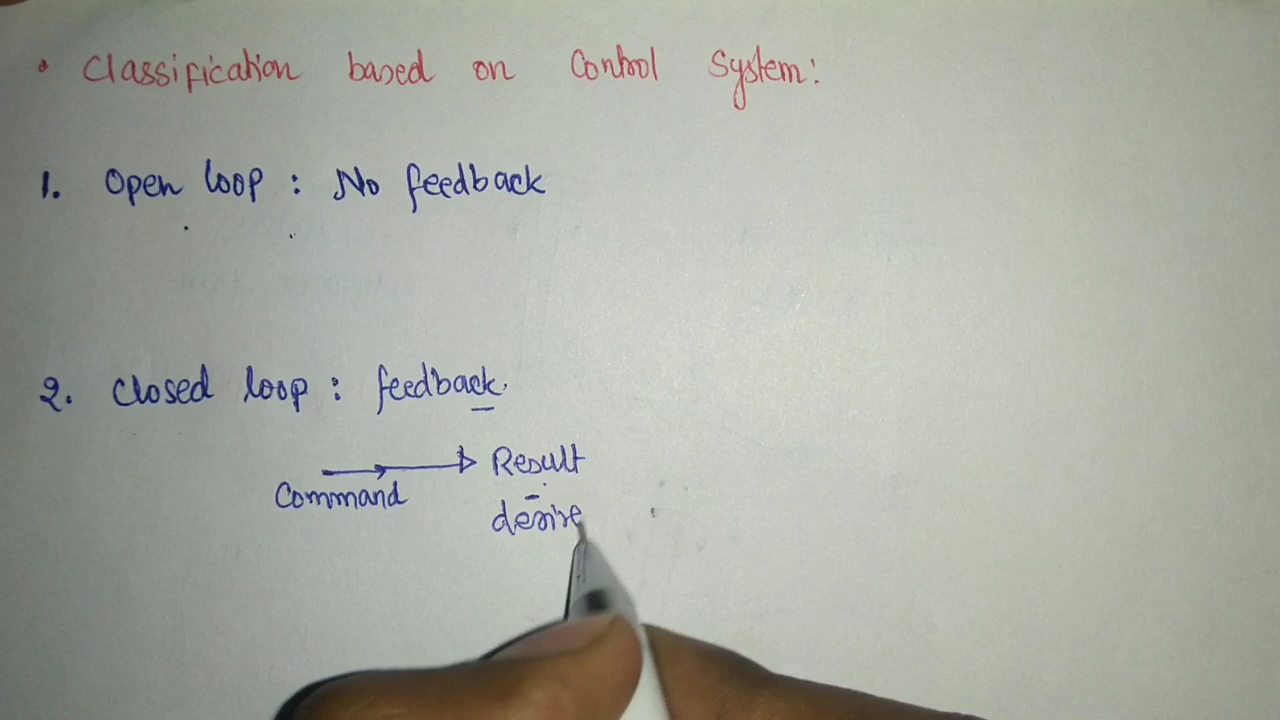 • Classification based on Control System:
1. Open loop : No feedback
2. Closed loop : feedback.
Result
Command
desire